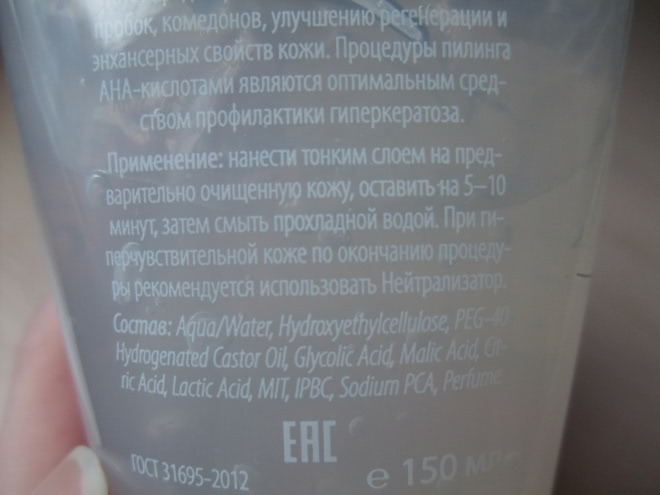 пробок, комедонов, улучшению регенерации и
энхансерных свойств кожи. Процедуры пилинга
АНА-кислотами являются оптимальным сред-
ством профилактики гиперкератоза.
Применение: нанести тонким слоем на пред-
варительно очищенную кожу, оставить на 5–10
минут, затем смыть прохладной водой. При ги-
перчувствительной коже по окончанию процеду-
ры рекомендуется использовать Нейтрализатор.
Состав: Aqua/Water, Hydroxyethylcellulose, PEG-40
Hydrogenated Castor Oil, Glycolic Acid, Malic Acid, Cit-
ric Acid, Lactic Acid, MIT, IPBC, Sodium PCA, Perfume.
EAC
ГОСТ 31695-2012
e 150 мл